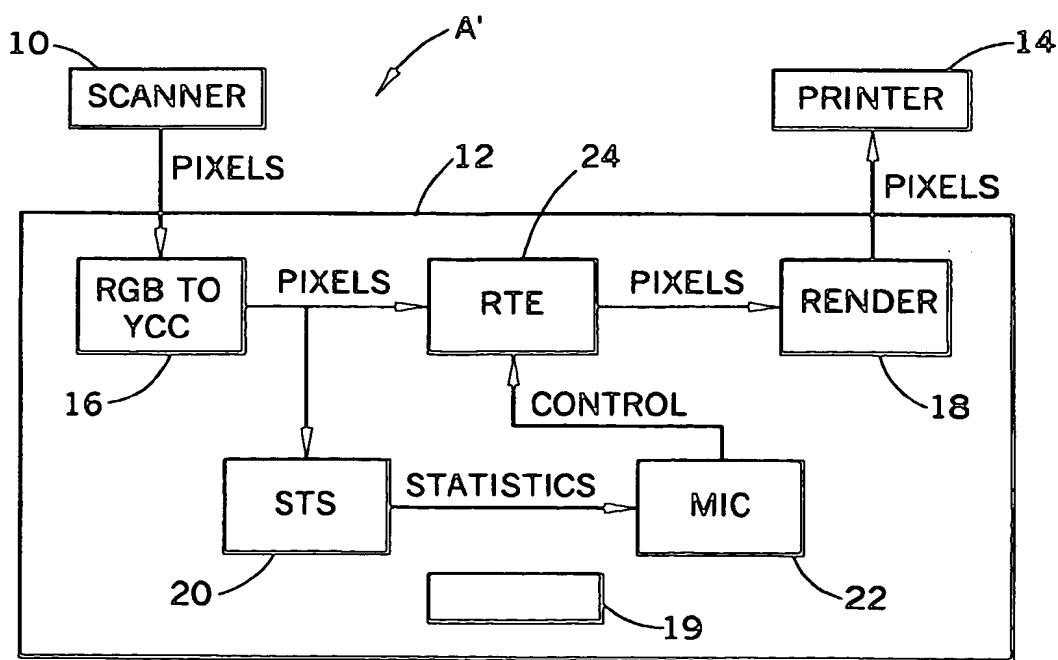 A'
10
SCANNER
14
PRINTER
PIXELS
12
24
PIXELS
RGB TO
YCC
PIXELS
RTE
PIXELS
RENDER
16
CONTROL
18
STS
STATISTICS
MIC
20
19
22